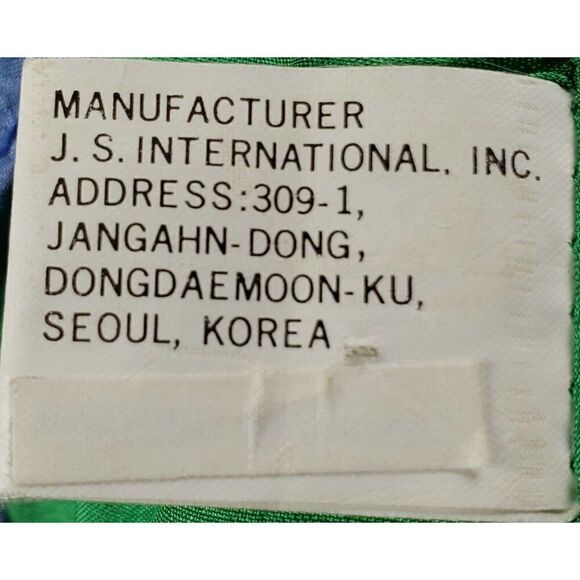 MANUFACTURER
J. S. INTERNATIONAL, INC.
ADDRESS:309-1,
JANGAHN-DONG,
DONGDAEMOON-KU,
SEOUL, KOREA